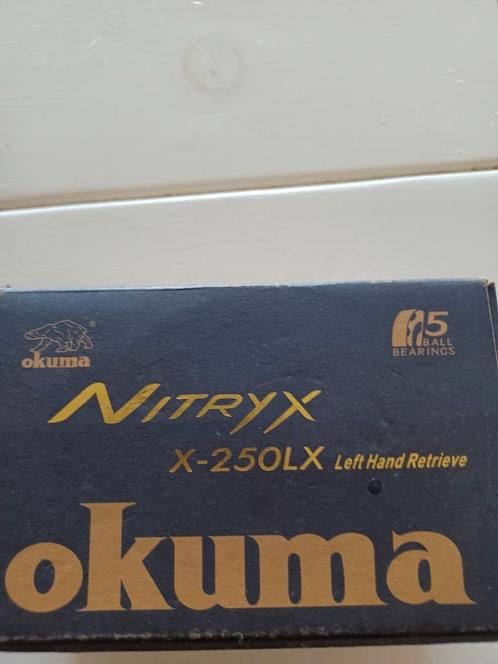 ®
okuma
5
BALL
BEARINGS
NITRYX
X-250LX Left Hand Retrieve
okuma